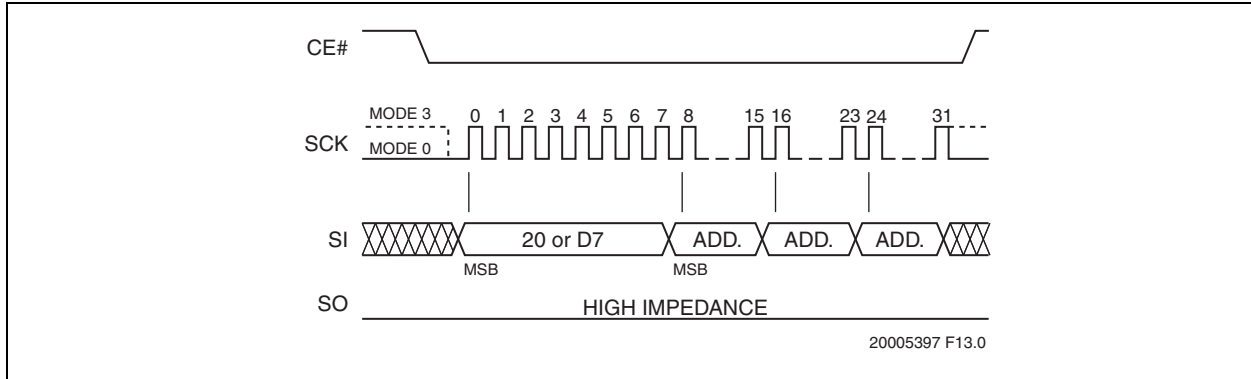 CE#
MODE 3
0 1 2 3 4 5 6 7 8 15 16 23 24 31
SCK
MODE 0
SI
20 or D7 ADD. ADD. ADD.
MSB MSB
SO
HIGH IMPEDANCE
20005397 F13.0